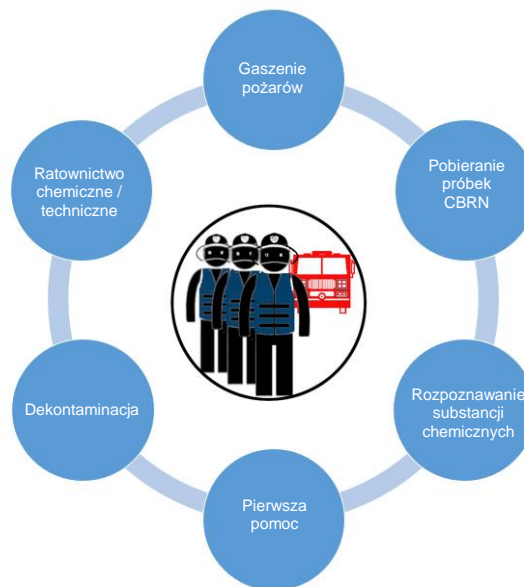 Gaszenie
pożarów
Pobieranie
próbek
CBRN
Rozpoznawanie
substancji
chemicznych
Pierwsza
pomoc
Dekontaminacja
Ratownictwo
chemiczne /
techniczne